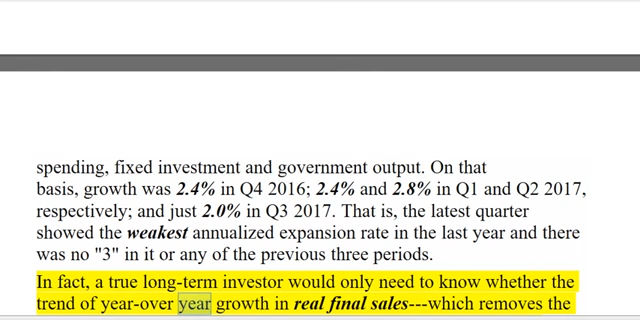 spending, fixed investment and government output. On that
basis, growth was 2.4% in Q4 2016; 2.4% and 2.8% in Q1 and Q2 2017,
respectively; and just 2.0% in Q3 2017. That is, the latest quarter
showed the weakest annualized expansion rate in the last year and there
was no "3" in it or any of the previous three periods.
In fact, a true long-term investor would only need to know whether the
trend of year-over year growth in real final sales---which removes the